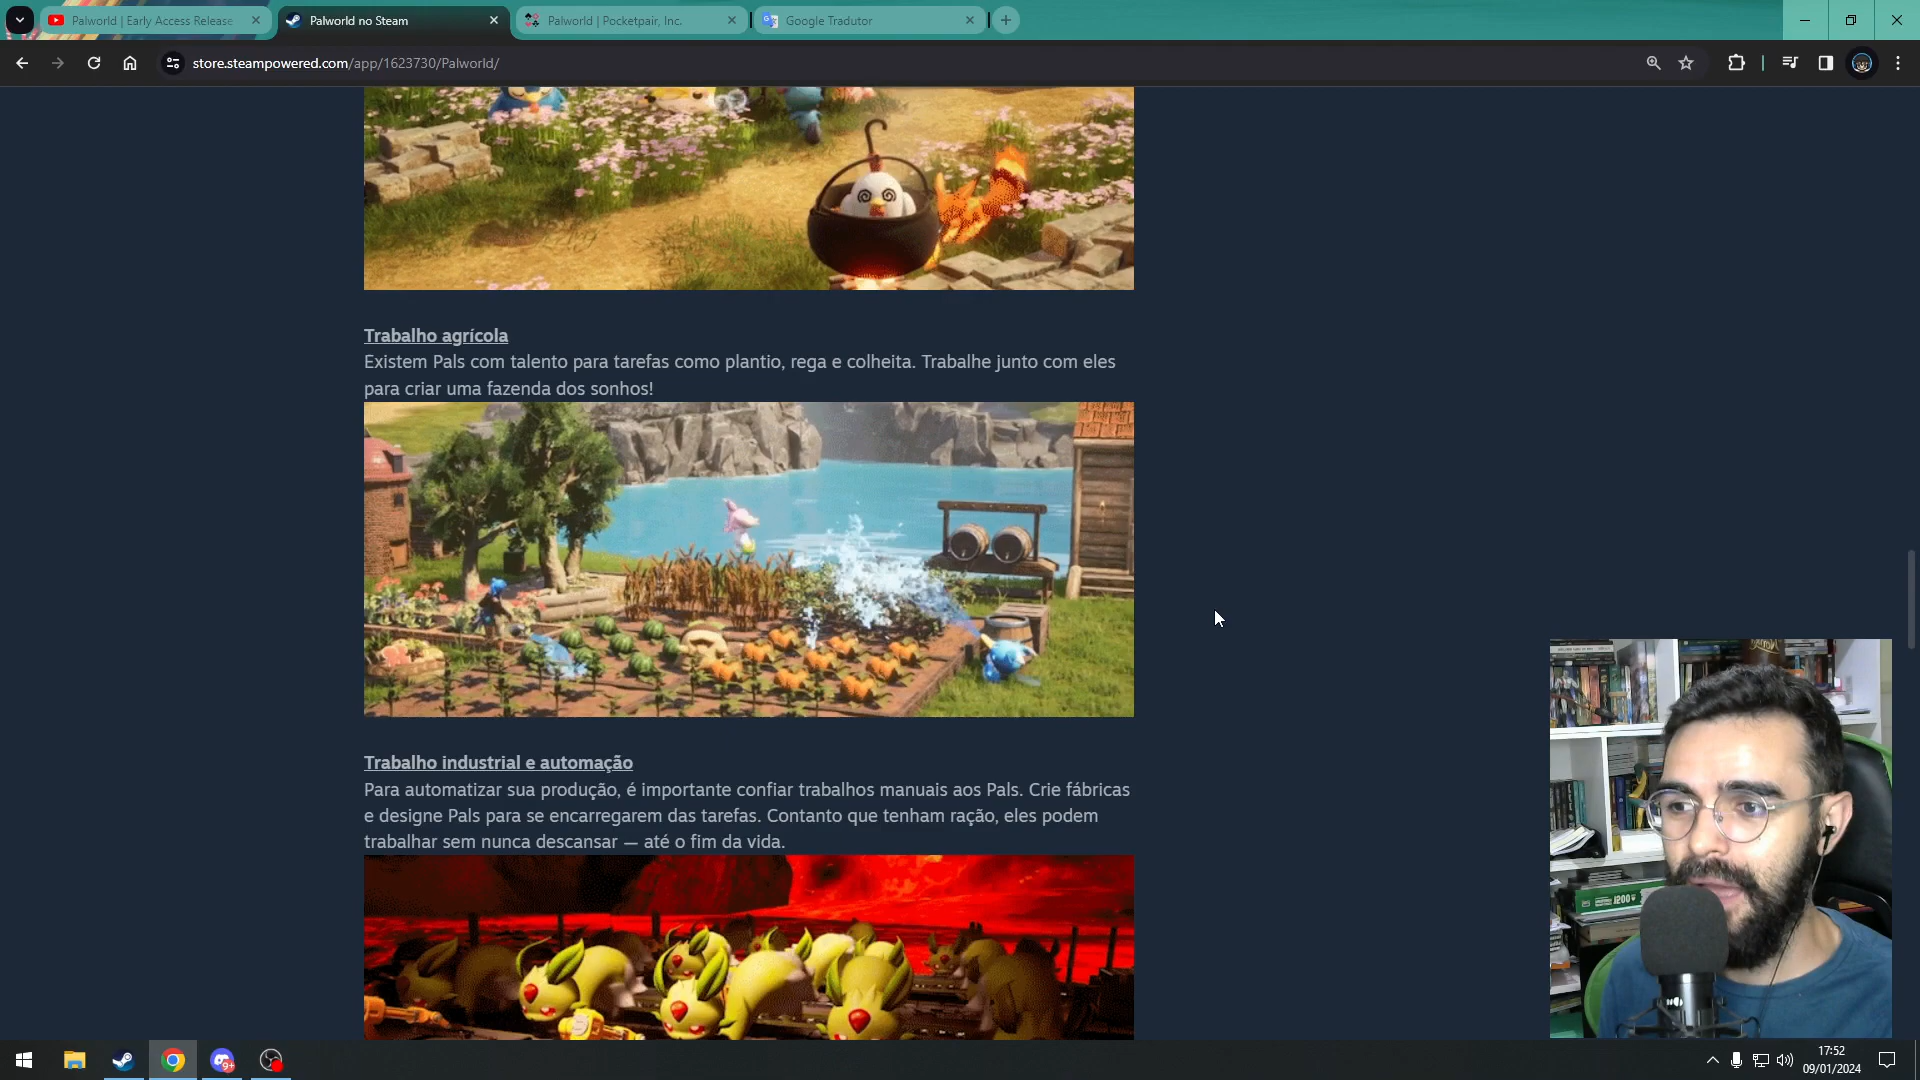 Palworld | Early Access Release
Palworld no Steam
Palworld | Pocketpair, Inc.
Google Tradutor
store.steampowered.com/app/1623730/Palworld/
Trabalho agrícola
Existem Pals com talento para tarefas como plantio, rega e colheita. Trabalhe junto com eles
para criar uma fazenda dos sonhos!
Trabalho industrial e automação
Para automatizar sua produção, é importante confiar trabalhos manuais aos Pals. Crie fábricas
e designe Pals para se encarregarem das tarefas. Contanto que tenham ração, eles podem
trabalhar sem nunca descansar — até o fim da vida.
1200
9+
17:52
09/01/2024